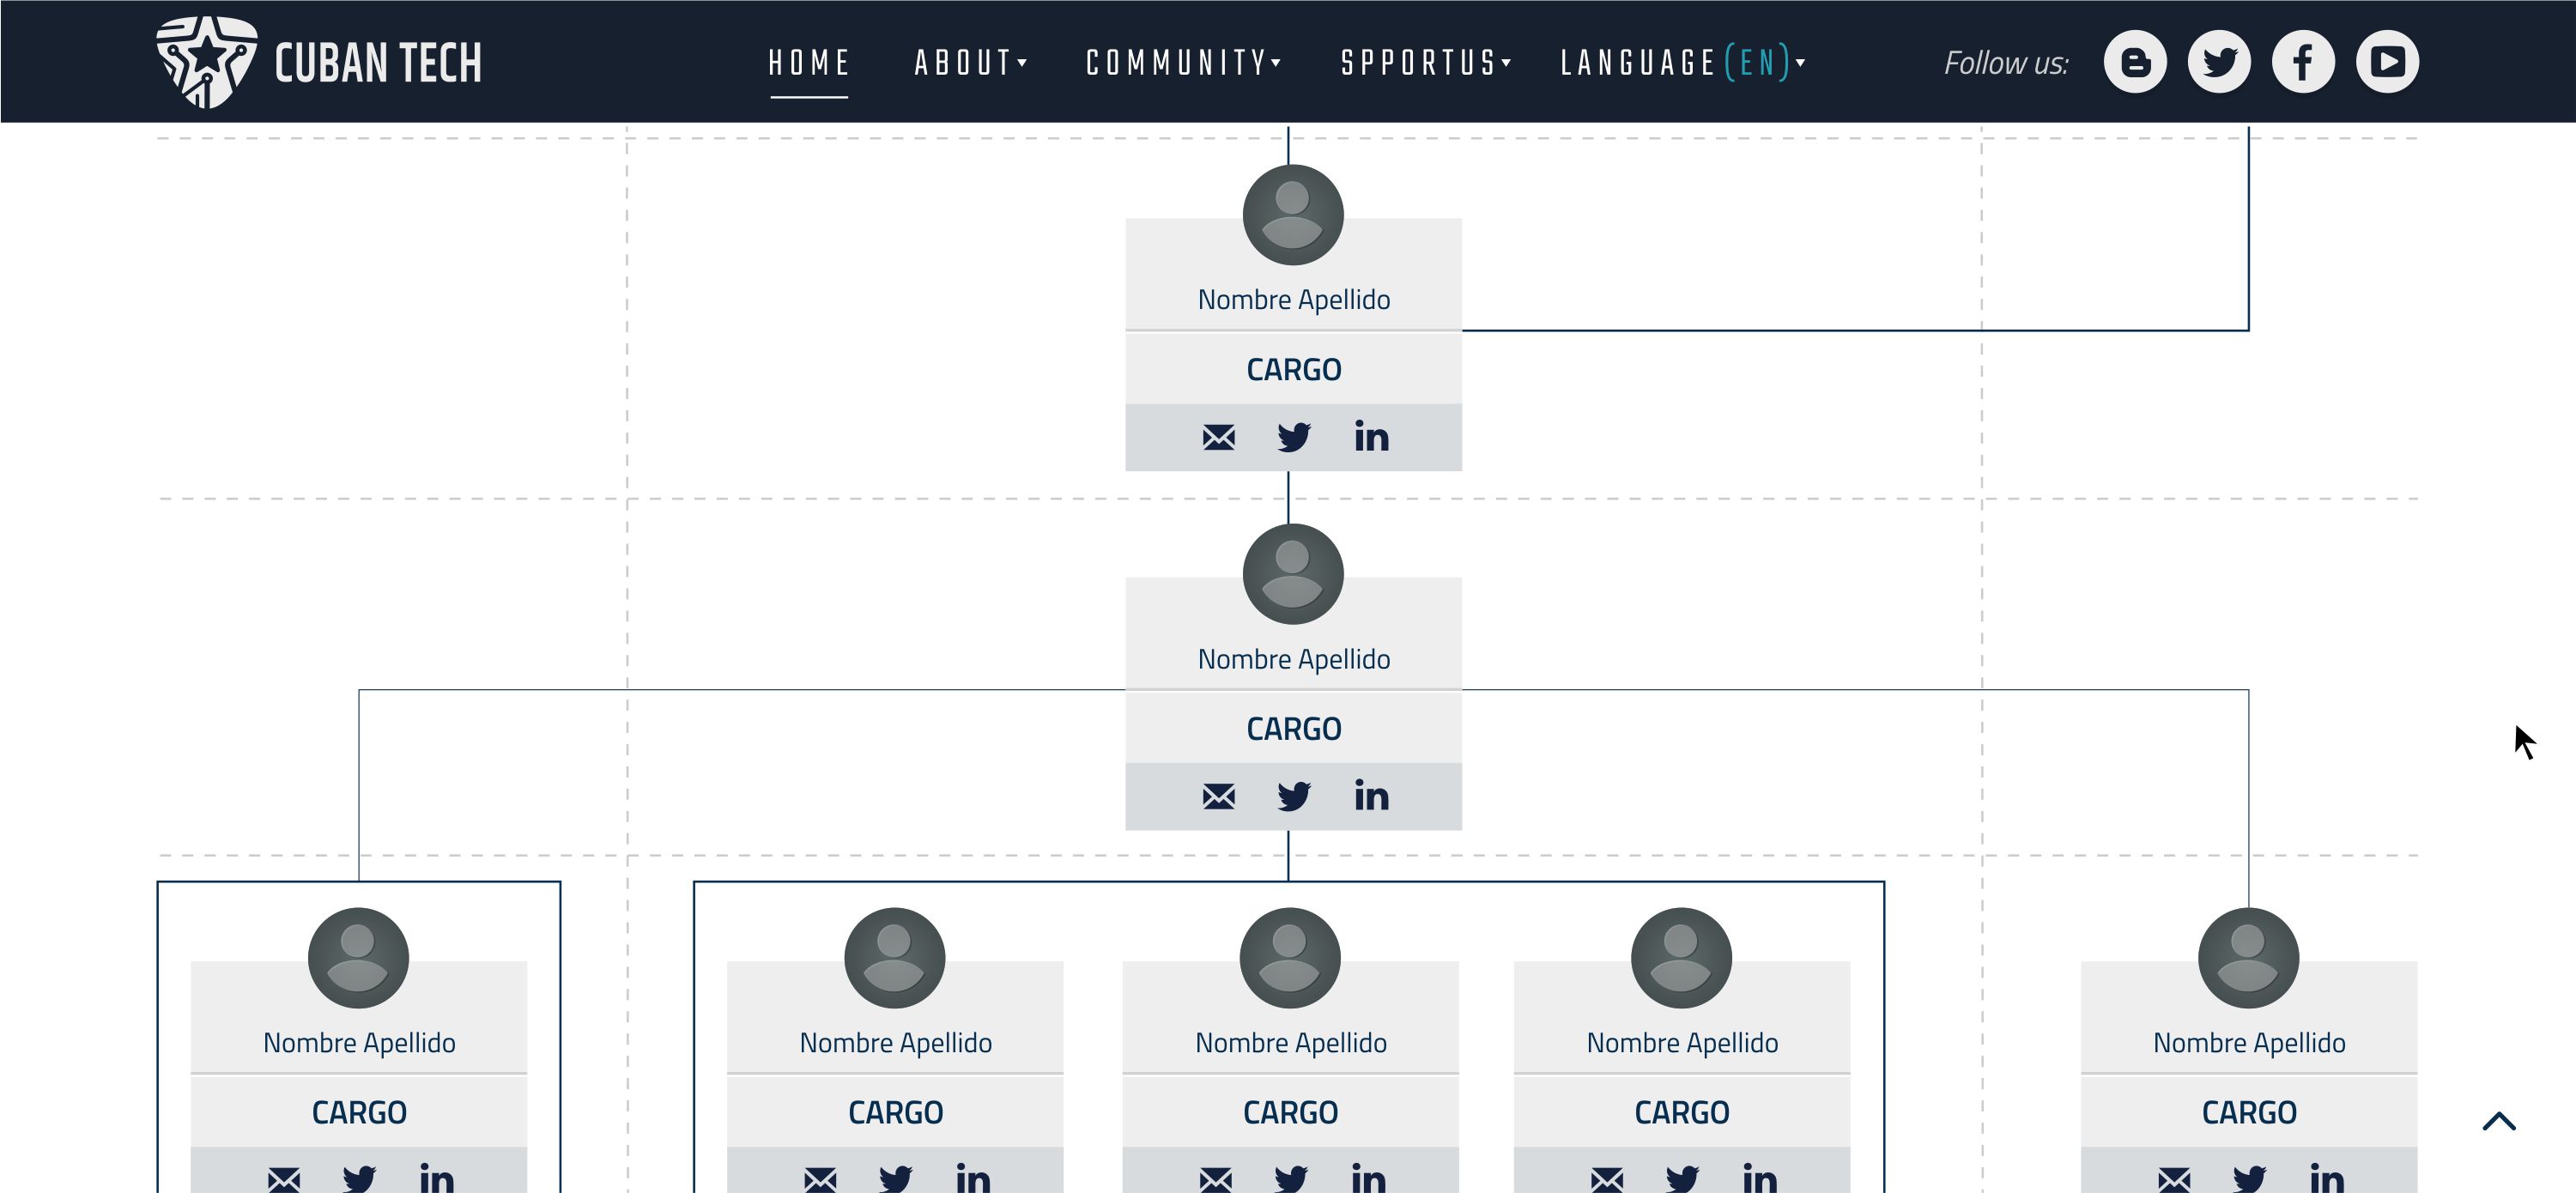 CUBAN TECH
HOME ABOUT COMMUNITY SPPORTUS LANGUAGE(EN) Follow us:
Nombre Apellido
CARGO
in
Nombre Apellido
CARGO
in
Nombre Apellido Nombre Apellido Nombre Apellido Nombre Apellido Nombre Apellido
CARGO CARGO CARGO CARGO CARGO
in in in in in